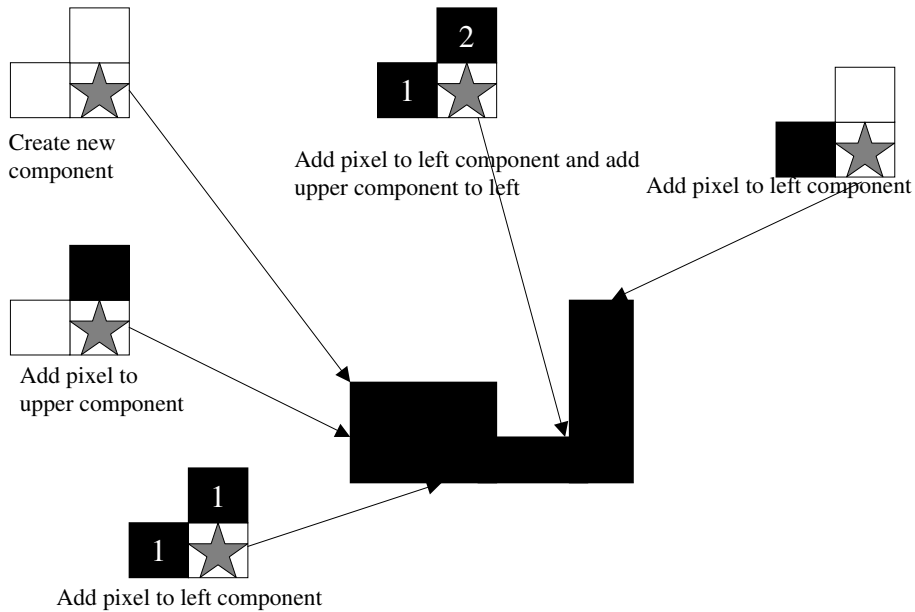 2
1
Create new
component
Add pixel to left component and add
upper component to left
Add pixel to left component
Add pixel to
upper component
1
1
Add pixel to left component